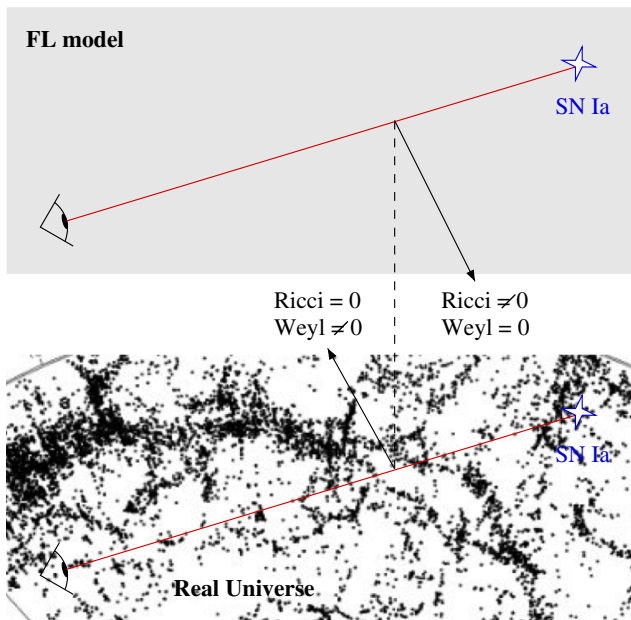 FL model
SN Ia
Ricci = 0
Weyl ≠ 0
Ricci ≠ 0
Weyl = 0
SN Ia
Real Universe